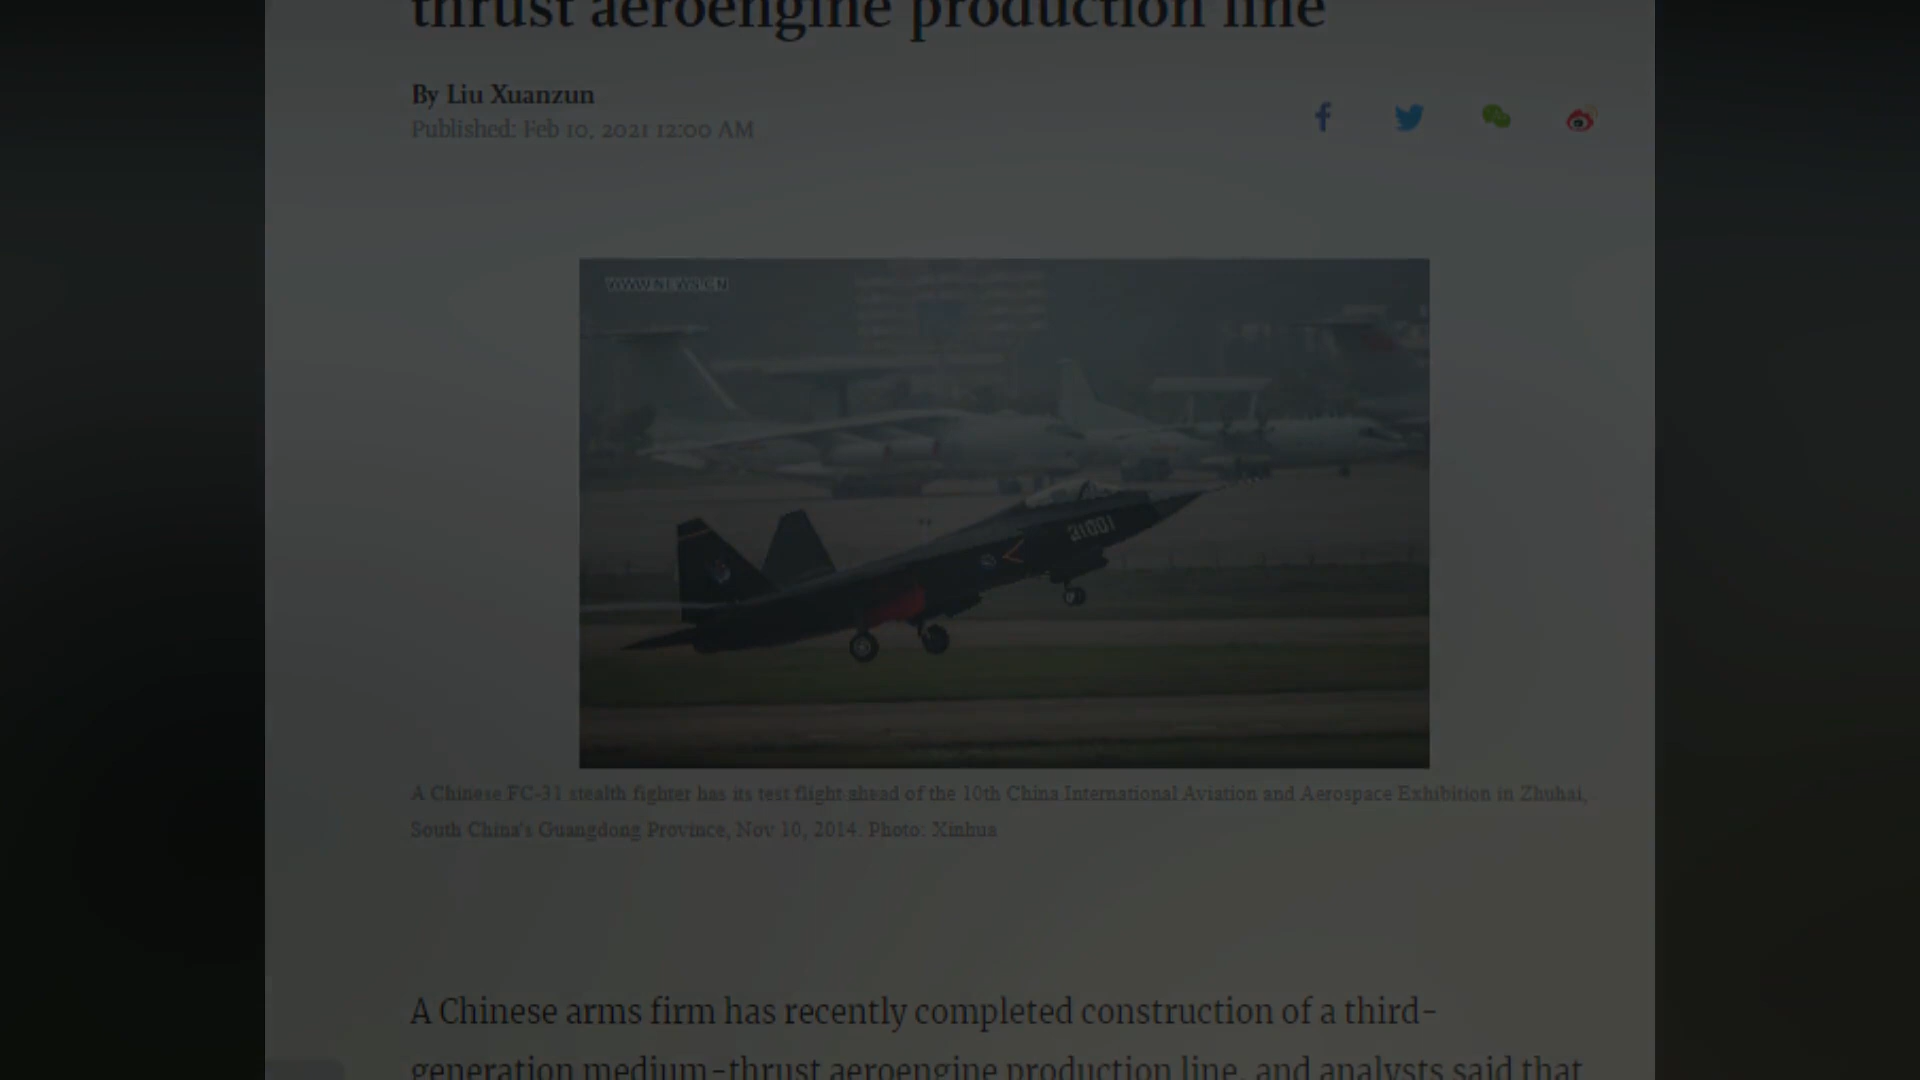 thrust aeroengine production line
By Liu Xuanzun
Published: Feb 10, 2021 12:00 AM
WWW.NEWS.CN
31001
A Chinese FC-31 stealth fighter has its test flight ahead of the 10th China International Aviation and Aerospace Exhibition in Zhuhai,
South China's Guangdong Province, Nov 10, 2014. Photo: Xinhua
A Chinese arms firm has recently completed construction of a third-
generation medium-thrust aeroengine production line, and analysts said that